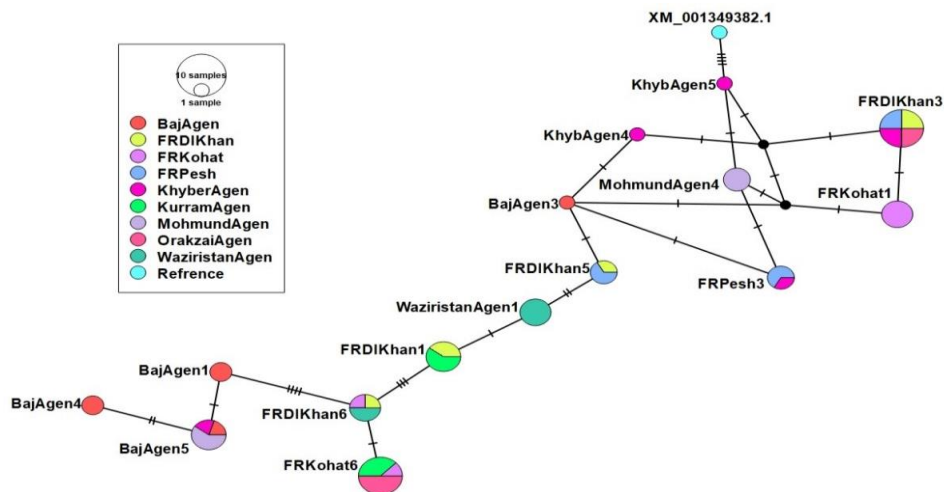 XM_001349382.1
KhybAgen5
FRDIKhan3
KhybAgen4
MohmundAgen4
BajAgen3
FRKohat1
FRDIKhan5
FRPesh3
WaziristanAgen1
FRDIKhan1
BajAgen1
BajAgen4
FRDIKhan6
BajAgen5
FRKohat6
10 samples
1 sample
BajAgen
FRDIKhan
FRKohat
FRPesh
KhyberAgen
KurramAgen
MohmundAgen
OrakzaiAgen
WaziristanAgen
Refrence